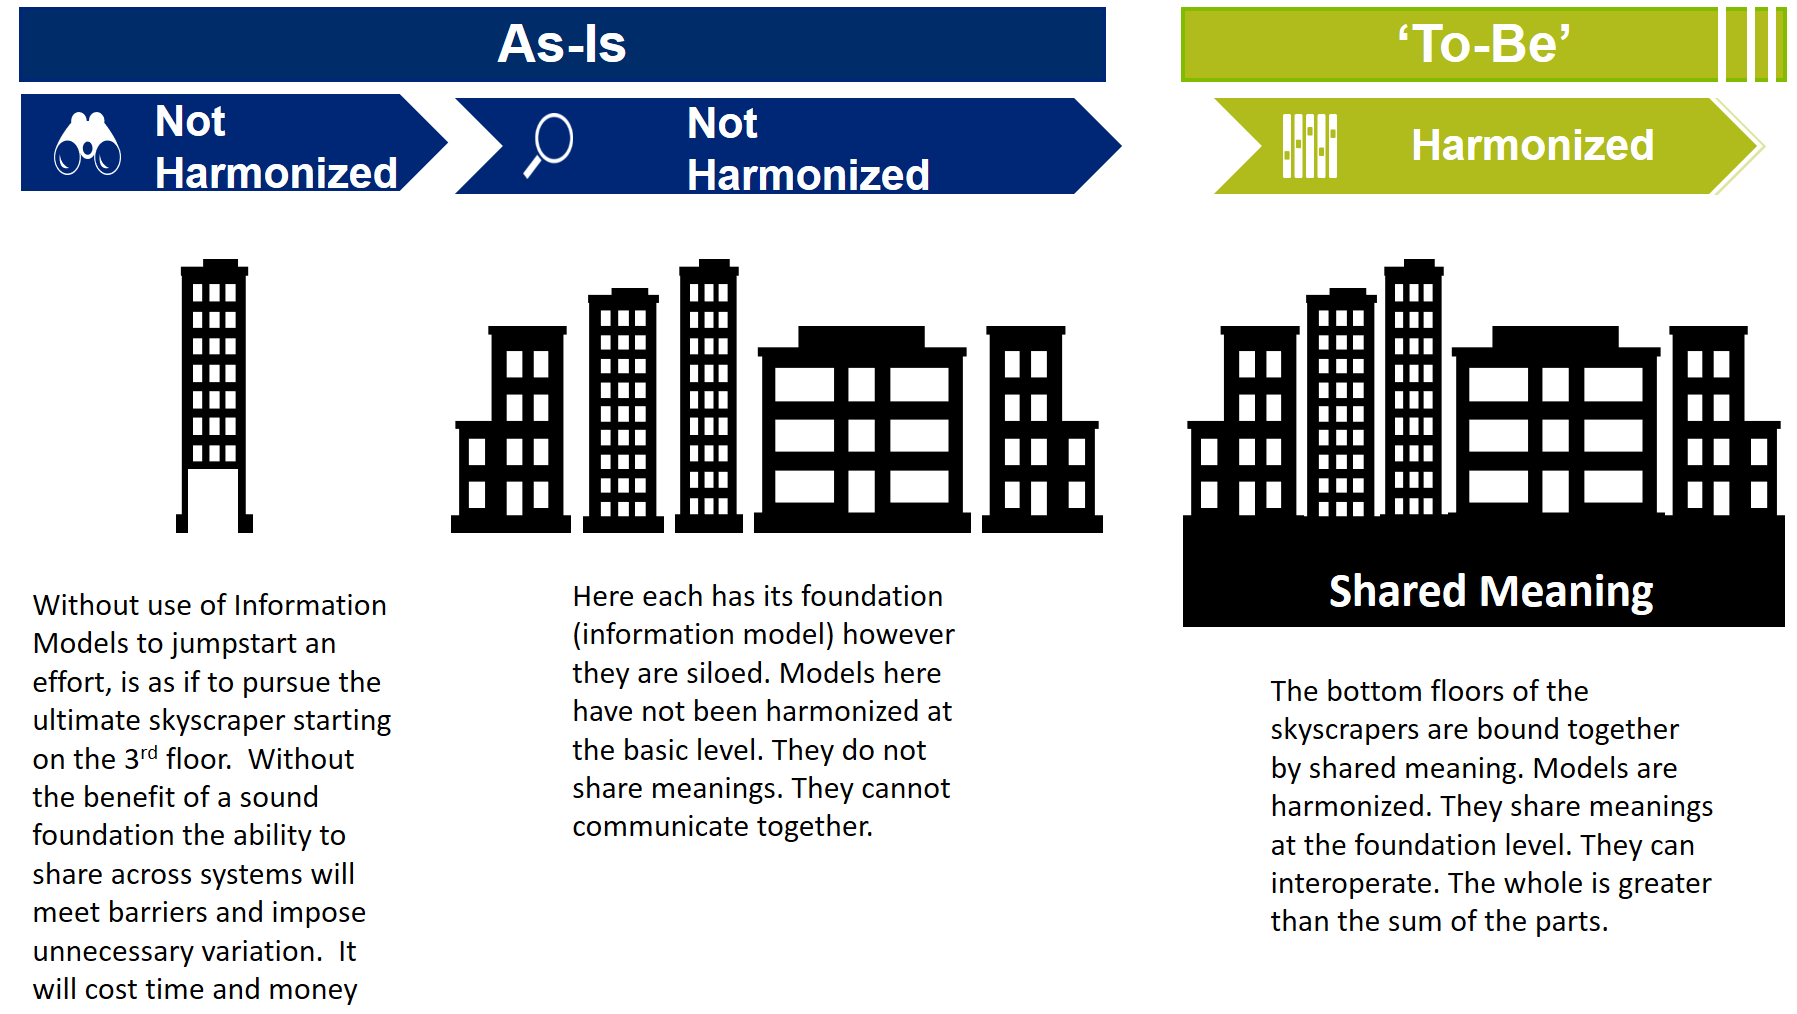 As-Is
‘To-Be’
Not
Harmonized
Not
Harmonized
Harmonized
Without use of Information
Models to jumpstart an
effort, is as if to pursue the
ultimate skyscraper starting
on the 3rd floor.  Without
the benefit of a sound
foundation the ability to
share across systems will
meet barriers and impose
unnecessary variation.  It
will cost time and money
Here each has its foundation
(information model) however
they are siloed. Models here
have not been harmonized at
the basic level. They do not
share meanings. They cannot
communicate together.
Shared Meaning
The bottom floors of the
skyscrapers are bound together
by shared meaning. Models are
harmonized. They share meanings
at the foundation level. They can
interoperate. The whole is greater
than the sum of the parts.